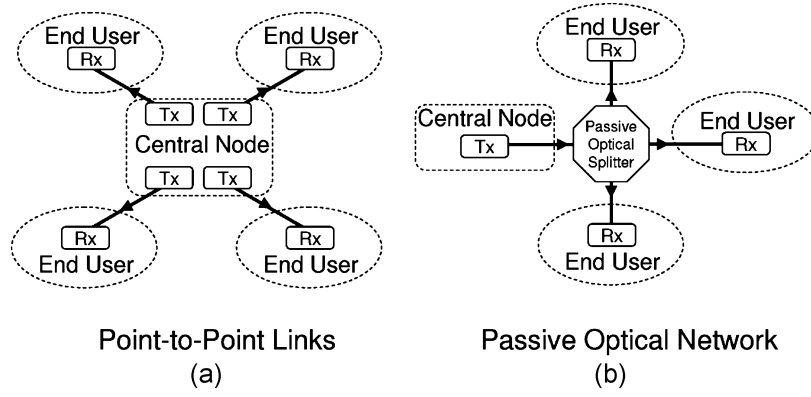 End User
Rx
End User
Rx
Tx
Tx
Central Node
Tx
Tx
Rx
End User
Rx
End User
Point-to-Point Links
(a)
End User
Rx
Central Node
Tx
Passive
Optical
Splitter
End User
Rx
Rx
End User
Passive Optical Network
(b)